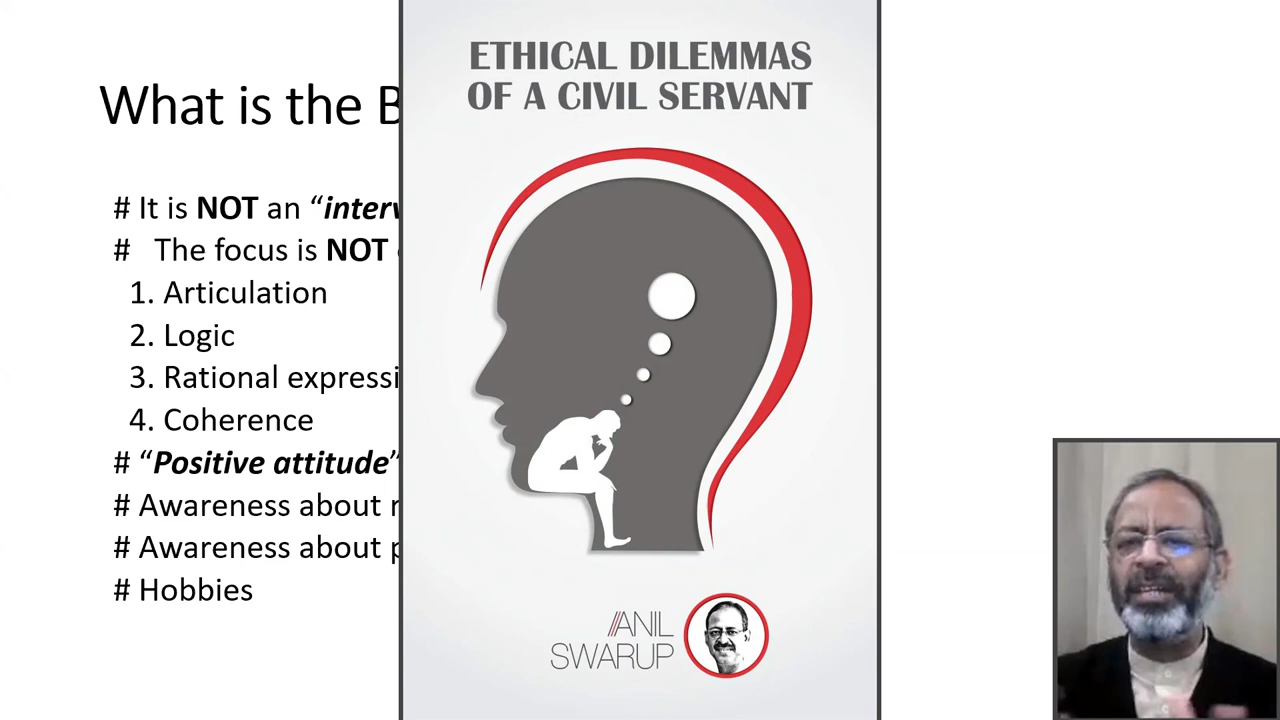 What is the B
# It is NOT an “interv
# The focus is NOT
1. Articulation
2. Logic
3. Rational expressi
4. Coherence
# “Positive attitude”
# Awareness about
# Awareness about
# Hobbies
ETHICAL DILEMMAS
OF A CIVIL SERVANT
ANIL
SWARUP